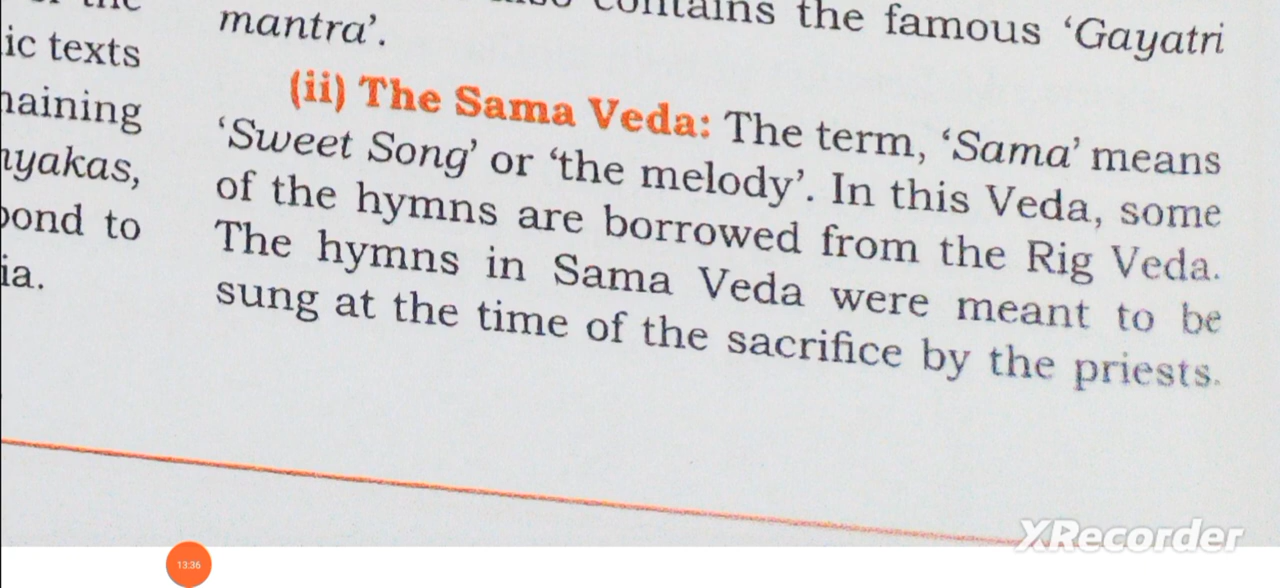 ic texts
ond to
ia.
contains the famous ‘Gayatri
mantra’.
(ii) The Sama Veda: The term, ‘Sama’ means
‘Sweet Song’ or ‘the melody’. In this Veda, some
of the hymns are borrowed from the Rig Veda.
The hymns in Sama Veda were meant to be
sung at the time of the sacrifice by the priests.
XRecorder
13:36